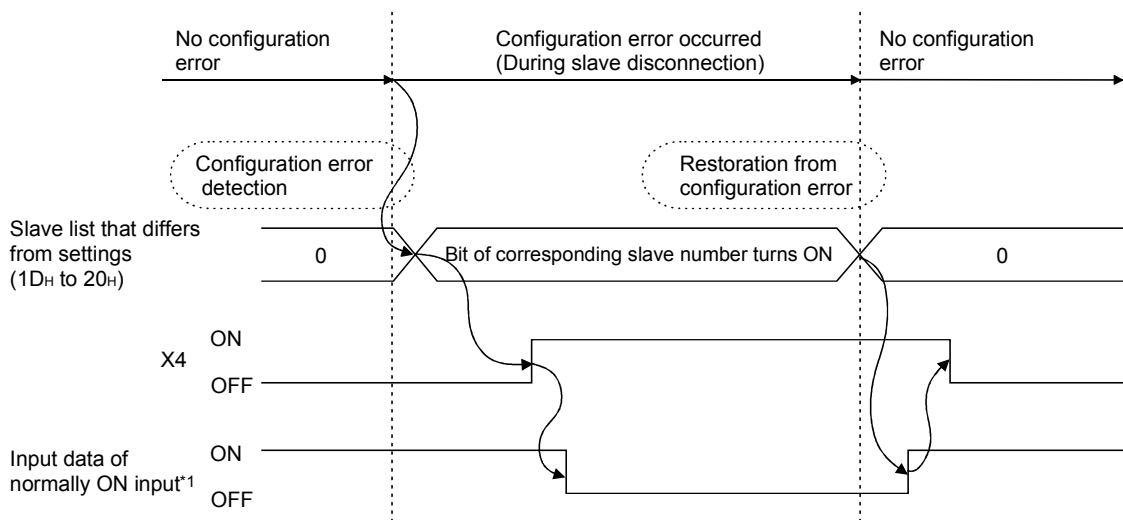 No configuration
error
Configuration error occurred
(During slave disconnection)
No configuration
error
Configuration error
detection
Restoration from
configuration error
Slave list that differs
from settings
(1DH to 20H)
0
Bit of corresponding slave number turns ON
0
X4
ON
OFF
Input data of
normally ON input*1
ON
OFF